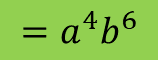 = a⁴b⁶